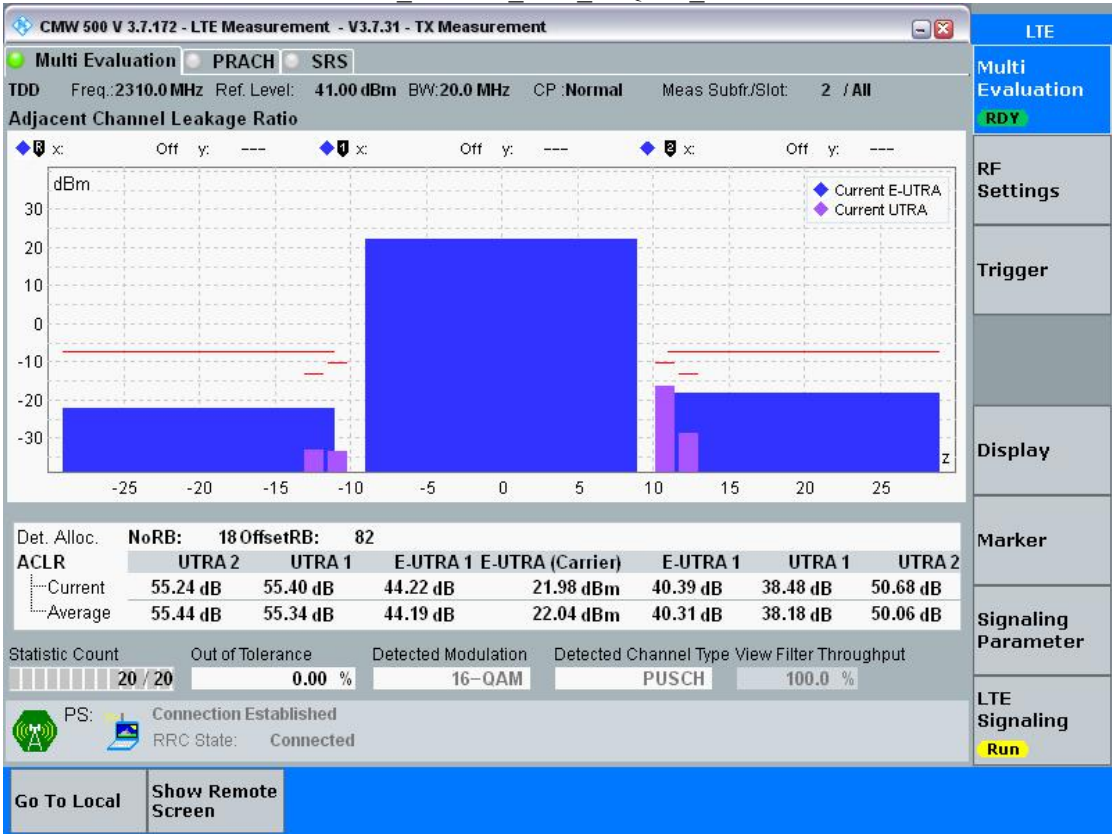 CMW 500 V 3.7.172 - LTE Measurement - V3.7.31 - TX Measurement
LTE
Multi Evaluation PRACH SRS
Multi Evaluation
RDY
TDD Freq.:2310.0 MHz Ref. Level: 41.00 dBm BW:20.0 MHz CP :Normal Meas Subfr./Slot: 2 / All
Adjacent Channel Leakage Ratio
R x: Off y: --- 1 x: Off y: --- 2 x: Off y: ---
dBm
Current E-UTRA
Current UTRA
30
20
10
0
-10
-20
-30
z
-25 -20 -15 -10 -5 0 5 10 15 20 25
RF Settings
Trigger
Display
Marker
Signaling Parameter
LTE Signaling
Run
Det. Alloc. NoRB: 18 OffsetRB: 82
ACLR UTRA 2 UTRA 1 E-UTRA 1 E-UTRA (Carrier) E-UTRA 1 UTRA 1 UTRA 2
Current 55.24 dB 55.40 dB 44.22 dB 21.98 dBm 40.39 dB 38.48 dB 50.68 dB
Average 55.44 dB 55.34 dB 44.19 dB 22.04 dBm 40.31 dB 38.18 dB 50.06 dB
Statistic Count Out of Tolerance Detected Modulation Detected Channel Type View Filter Throughput
20 / 20 0.00 % 16-QAM PUSCH 100.0 %
PS: Connection Established
RRC State: Connected
Go To Local
Show Remote Screen